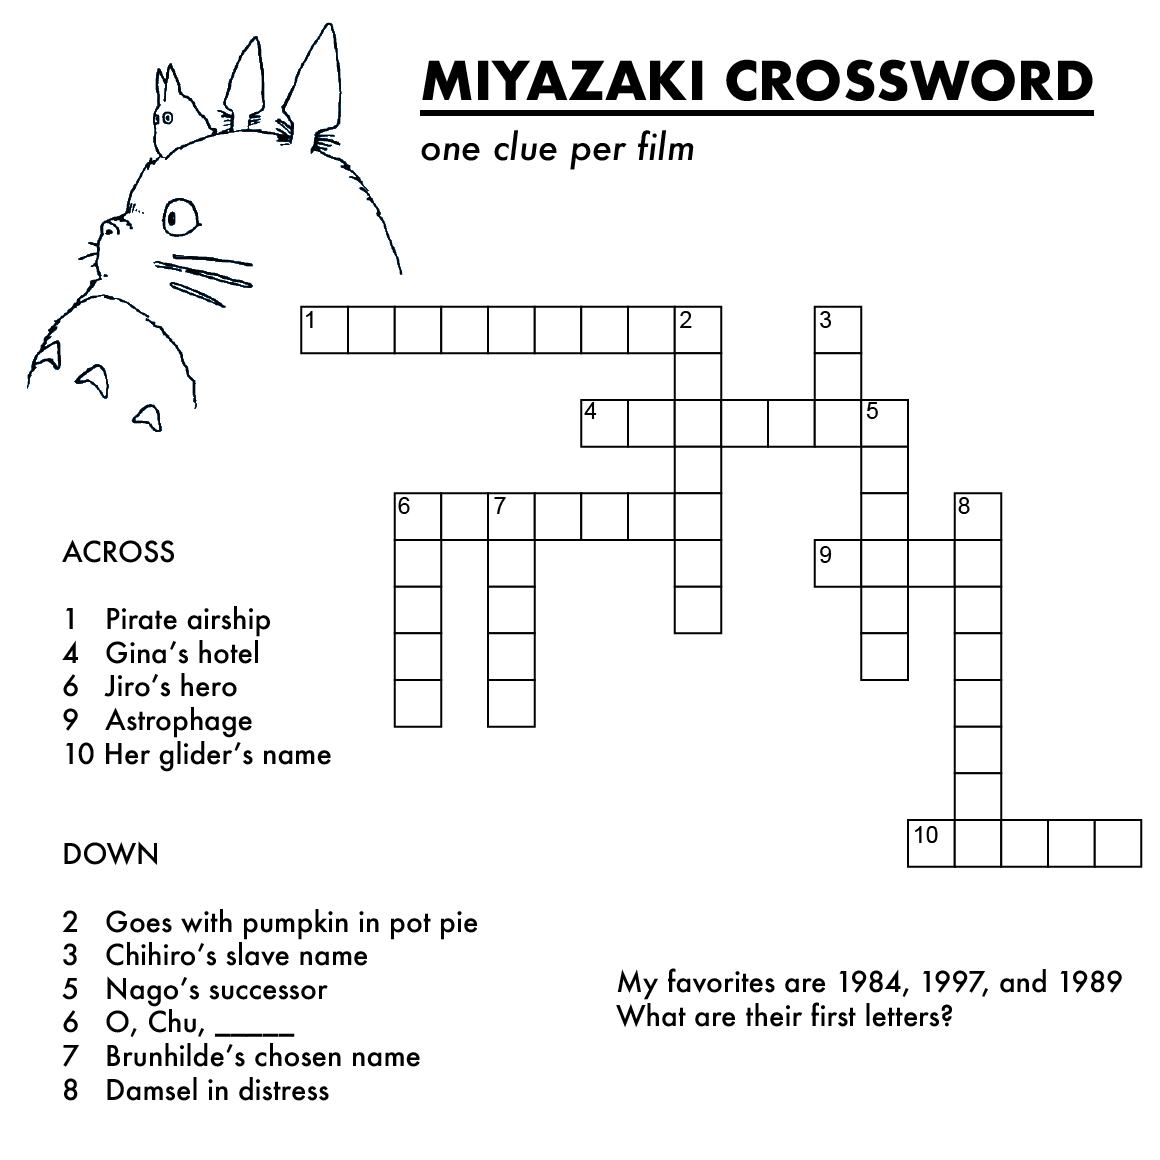 MIYAZAKI CROSSWORD
one clue per film
1
2
3
4
5
6
7
8
9
10
ACROSS
1 Pirate airship
4 Gina's hotel
6 Jiro's hero
9 Astrophage
10 Her glider's name
DOWN
2 Goes with pumpkin in pot pie
3 Chihiro's slave name
5 Nago's successor
6 O, Chu, _____
7 Brunhilde's chosen name
8 Damsel in distress
My favorites are 1984, 1997, and 1989
What are their first letters?